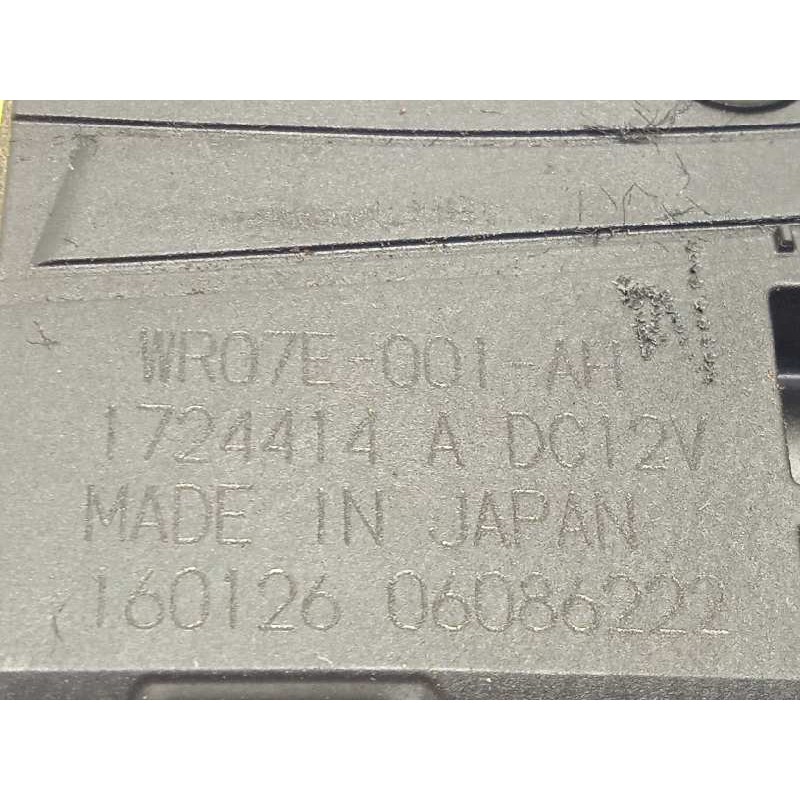 WR07E-001-AH
1724414 A DC12V
MADE IN JAPAN
160126 06086222